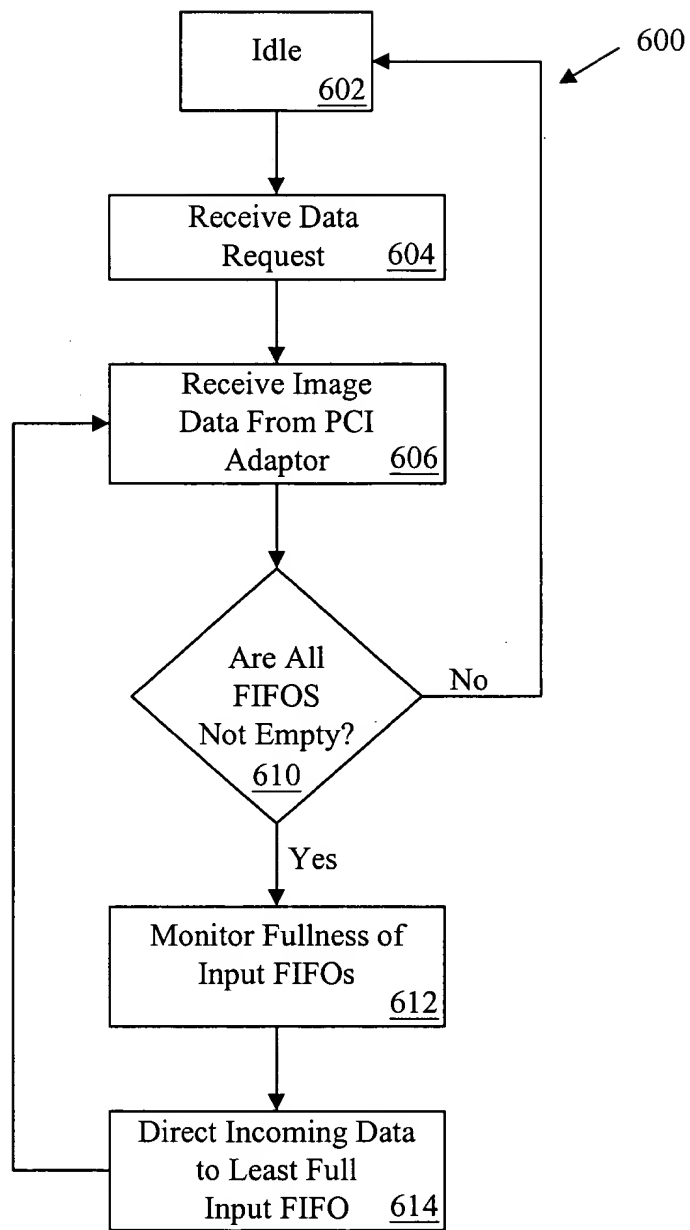 600
Idle
602
Receive Data
Request 604
Receive Image
Data From PCI
Adaptor
606
Are All
FIFOS
Not Empty?
610
No
Yes
Monitor Fullness of
Input FIFOs
612
Direct Incoming Data
to Least Full
Input FIFO 614